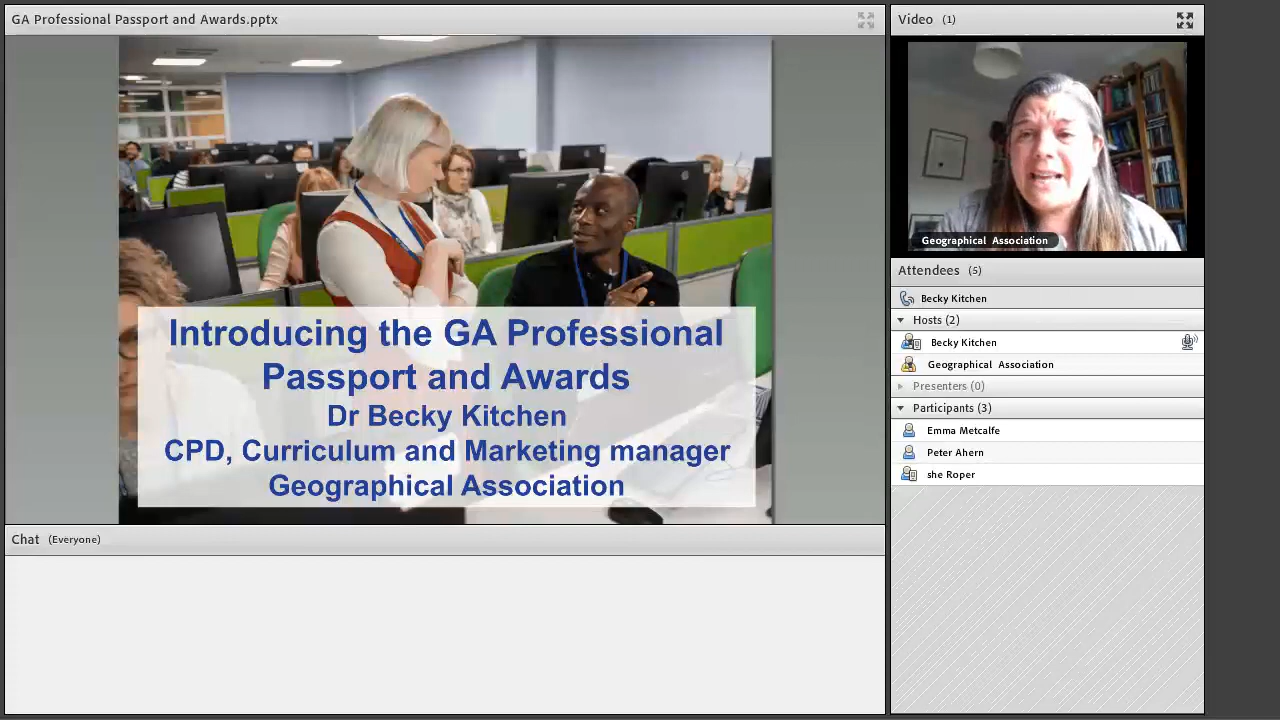 GA Professional Passport and Awards.pptx
Introducing the GA Professional
Passport and Awards
Dr Becky Kitchen
CPD, Curriculum and Marketing manager
Geographical Association
Chat (Everyone)
Video (1)
Geographical Association
Attendees (5)
Becky Kitchen
Hosts (2)
Becky Kitchen
Geographical Association
Presenters (0)
Participants (3)
Emma Metcalfe
Peter Ahern
she Roper